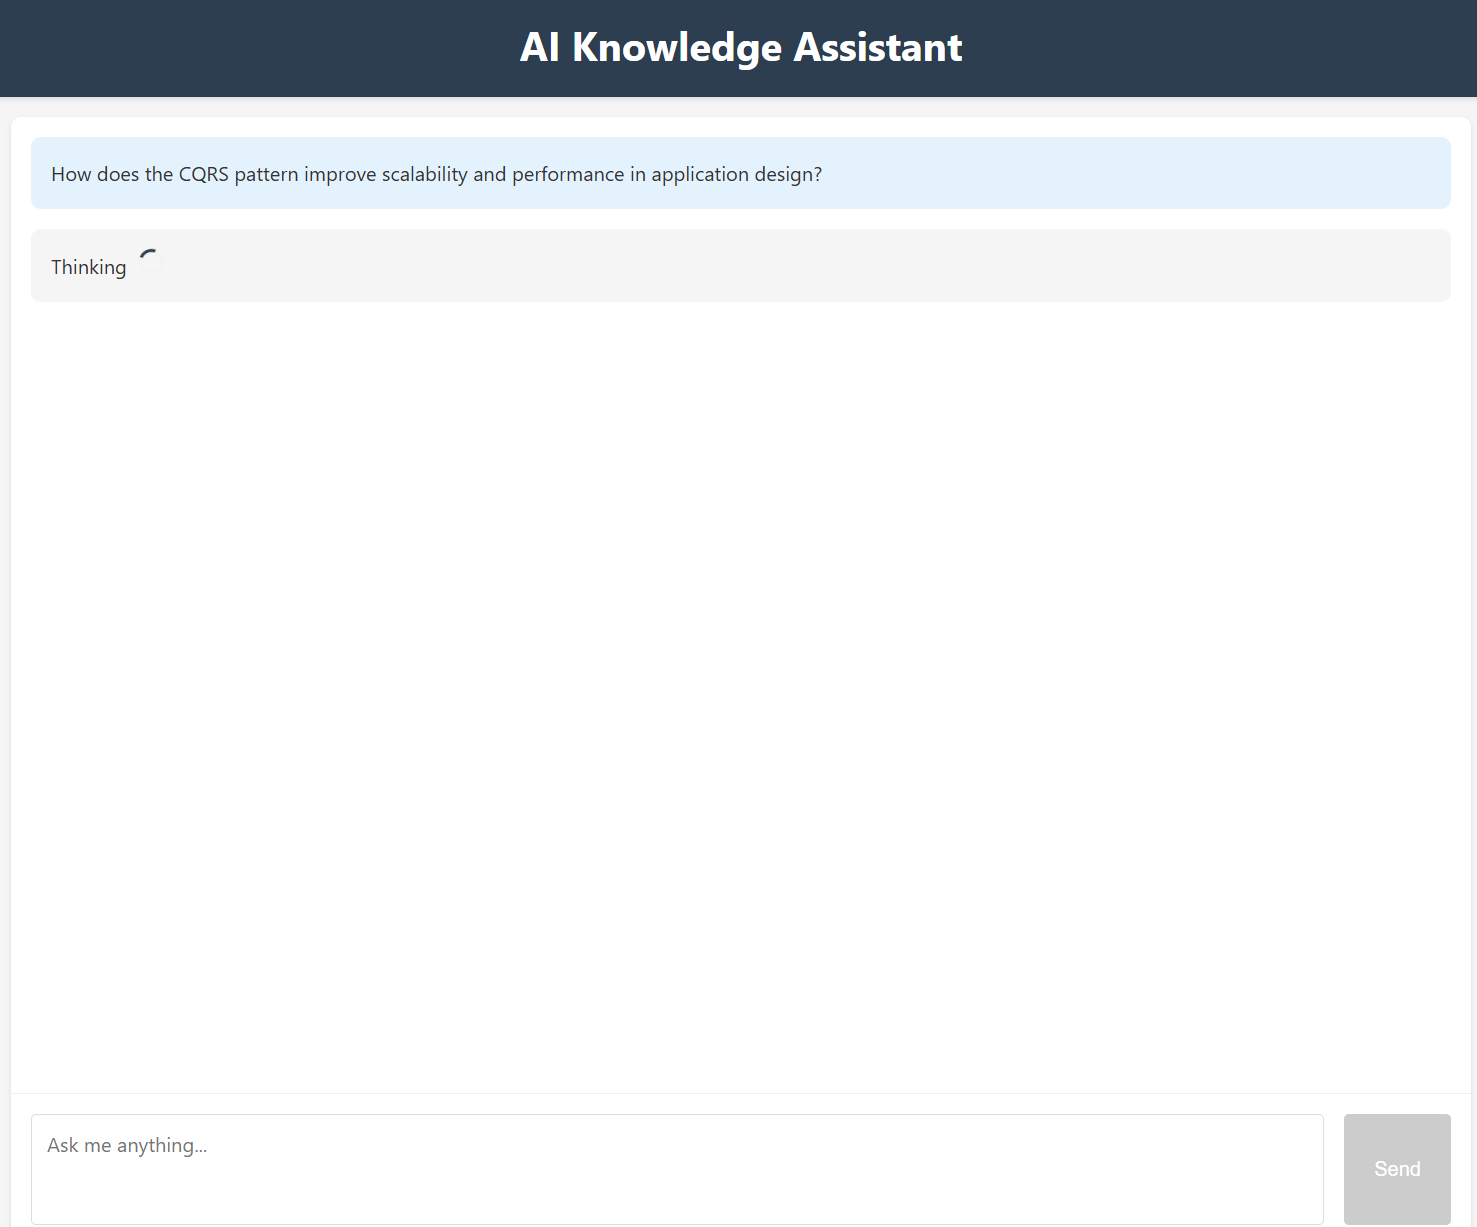 AI Knowledge Assistant
How does the CQRS pattern improve scalability and performance in application design?
Thinking
Ask me anything...
Send